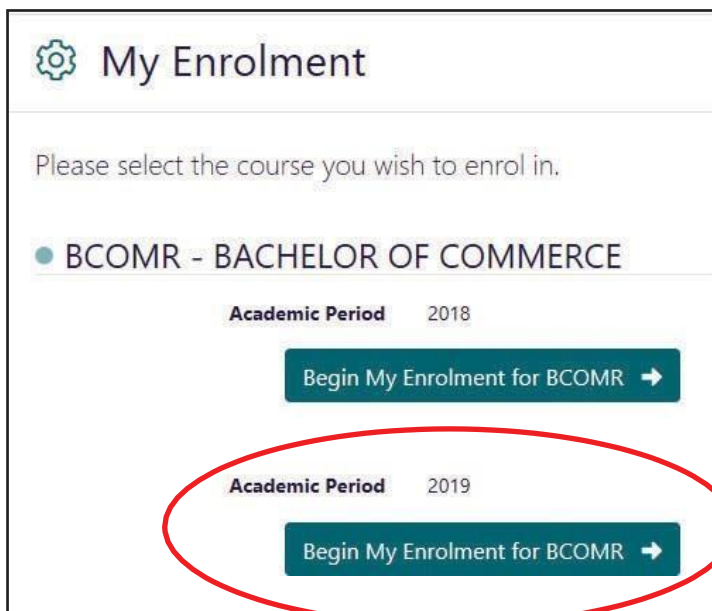 My Enrolment
Please select the course you wish to enrol in.
BCOMR - BACHELOR OF COMMERCE
Academic Period 2018
Begin My Enrolment for BCOMR
Academic Period 2019
Begin My Enrolment for BCOMR